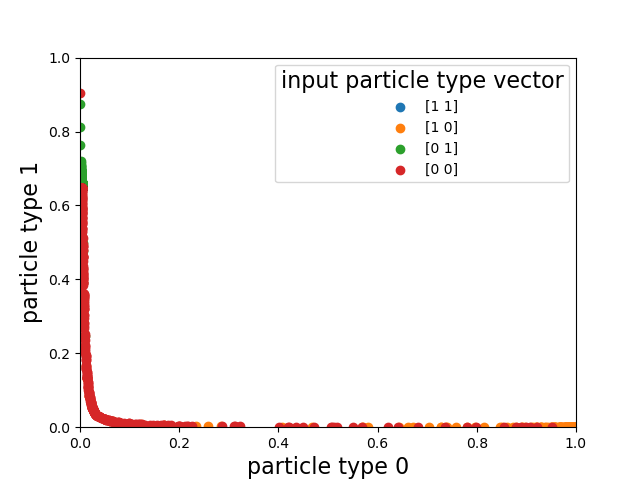 1.0
0.8
0.6
0.4
0.2
0.0
particle type 1
input particle type vector
[1 1]
[1 0]
[0 1]
[0 0]
0.0 0.2 0.4 0.6 0.8 1.0
particle type 0